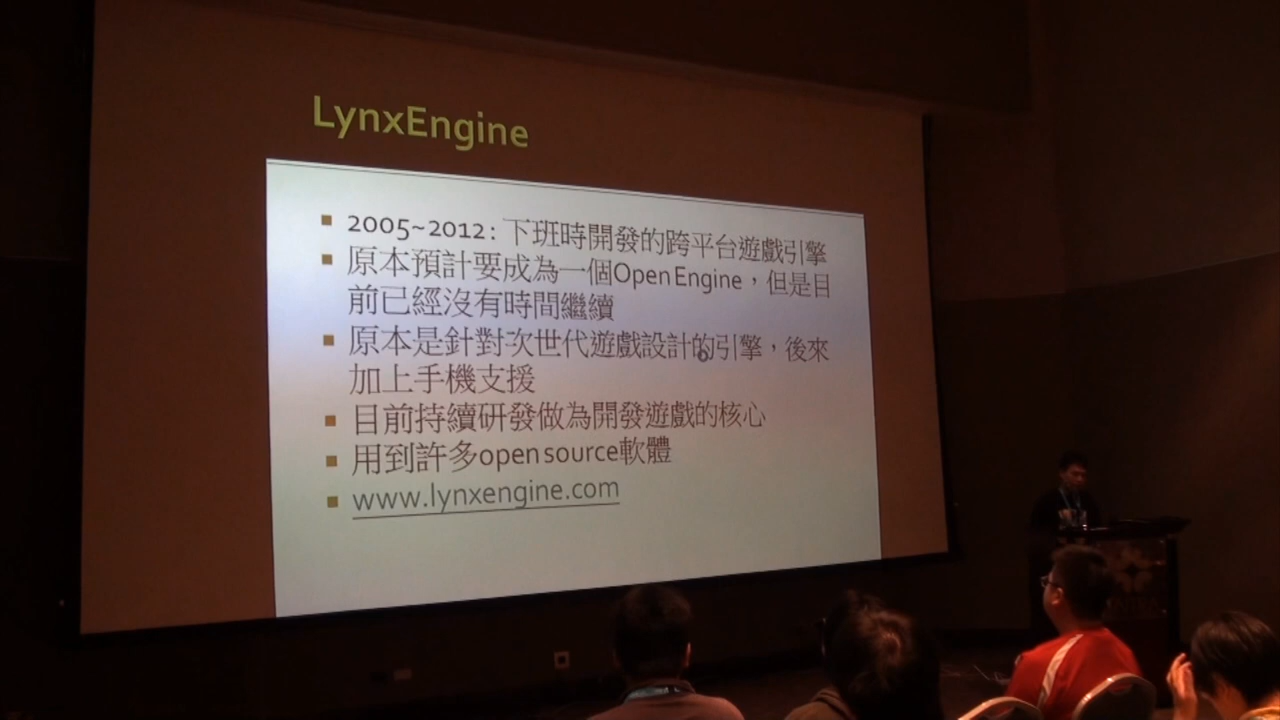 LynxEngine
2005~2012: 下班時開發的跨平台遊戲引擎
原本預計要成為一個Open Engine，但是目
前已經沒有時間繼續
原本是針對次世代遊戲設計的引擎，後來
加上手機支援
目前持續研發做為開發遊戲的核心
用到許多open source軟體
www.lynxengine.com